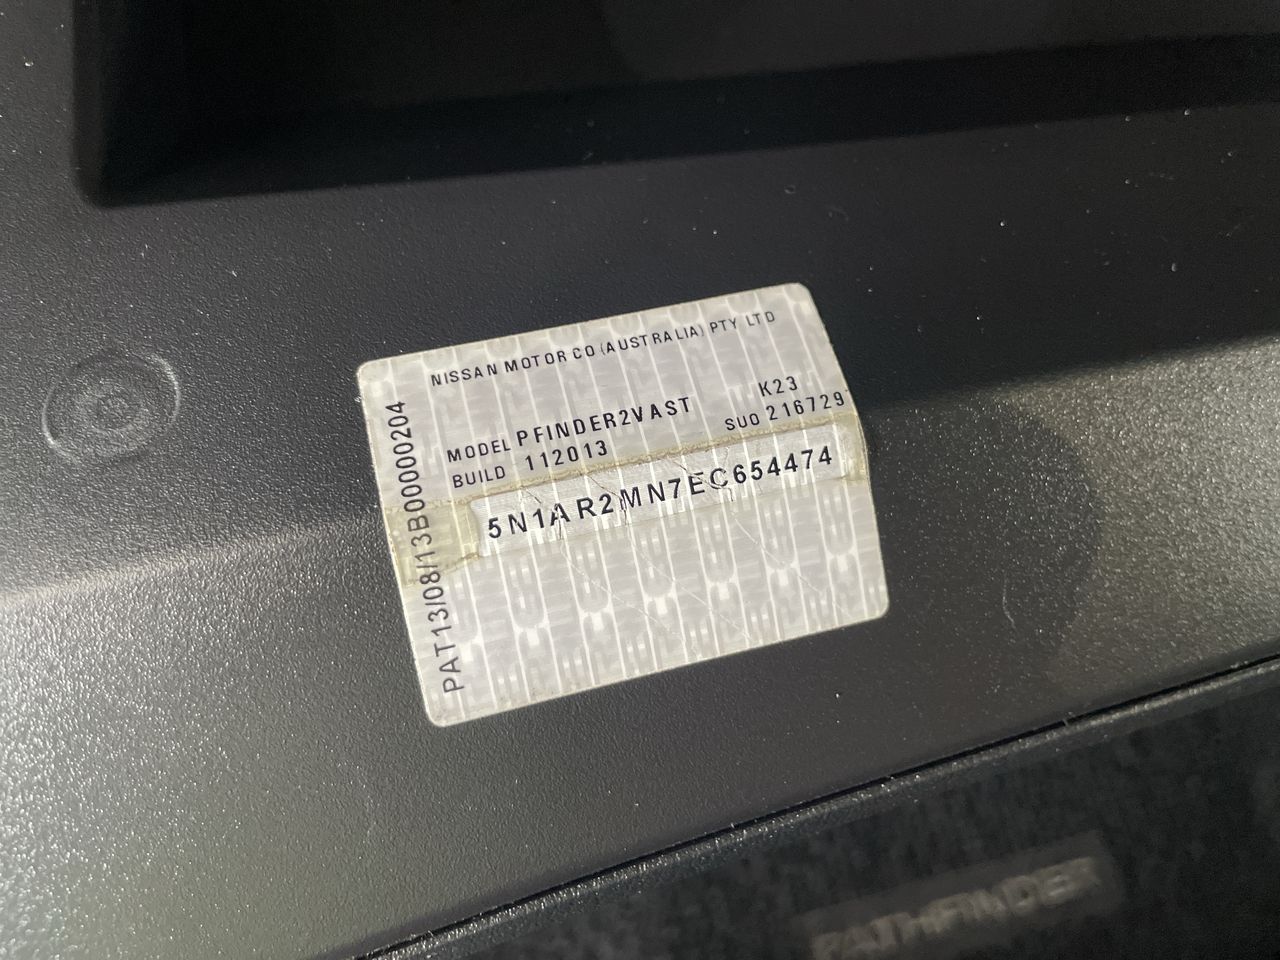 NISSAN MOTOR CO (AUSTRALIA) PTY LTD
K23
MODEL PFINDER2VAST
SUO 216729
BUILD 112013
5N1AR2MN7EC654474
PAT13/08/13B00000204
PATHFINDER